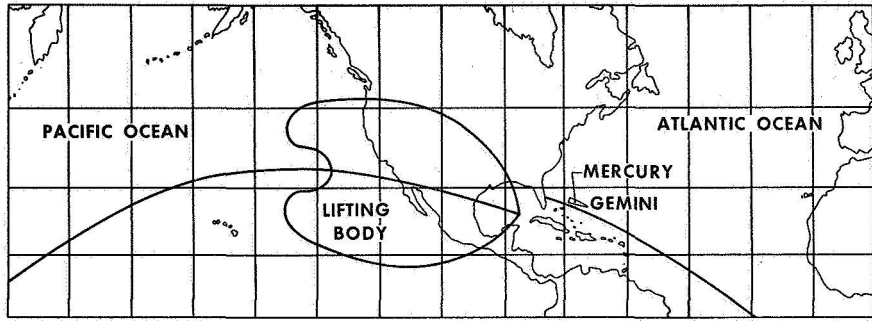 PACIFIC OCEAN
ATLANTIC OCEAN
MERCURY
GEMINI
LIFTING
BODY